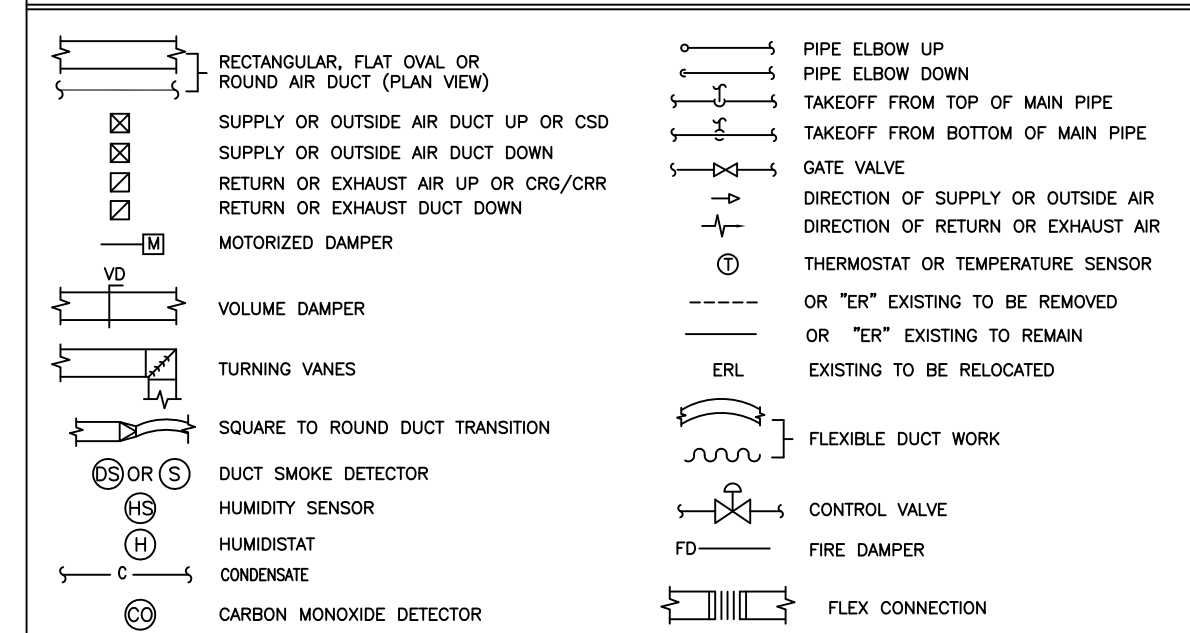 RECTANGULAR, FLAT OVAL OR
ROUND AIR DUCT (PLAN VIEW)
SUPPLY OR OUTSIDE AIR DUCT UP OR CSD
SUPPLY OR OUTSIDE AIR DUCT DOWN
RETURN OR EXHAUST AIR UP OR CRG/CRR
RETURN OR EXHAUST DUCT DOWN
M MOTORIZED DAMPER
VD
VOLUME DAMPER
TURNING VANES
SQUARE TO ROUND DUCT TRANSITION
DS OR S DUCT SMOKE DETECTOR
HS HUMIDITY SENSOR
H HUMIDISTAT
C CONDENSATE
CO CARBON MONOXIDE DETECTOR
PIPE ELBOW UP
PIPE ELBOW DOWN
TAKEOFF FROM TOP OF MAIN PIPE
TAKEOFF FROM BOTTOM OF MAIN PIPE
GATE VALVE
DIRECTION OF SUPPLY OR OUTSIDE AIR
DIRECTION OF RETURN OR EXHAUST AIR
T THERMOSTAT OR TEMPERATURE SENSOR
OR "ER" EXISTING TO BE REMOVED
OR "ER" EXISTING TO REMAIN
ERL EXISTING TO BE RELOCATED
FLEXIBLE DUCT WORK
CONTROL VALVE
FD FIRE DAMPER
FLEX CONNECTION